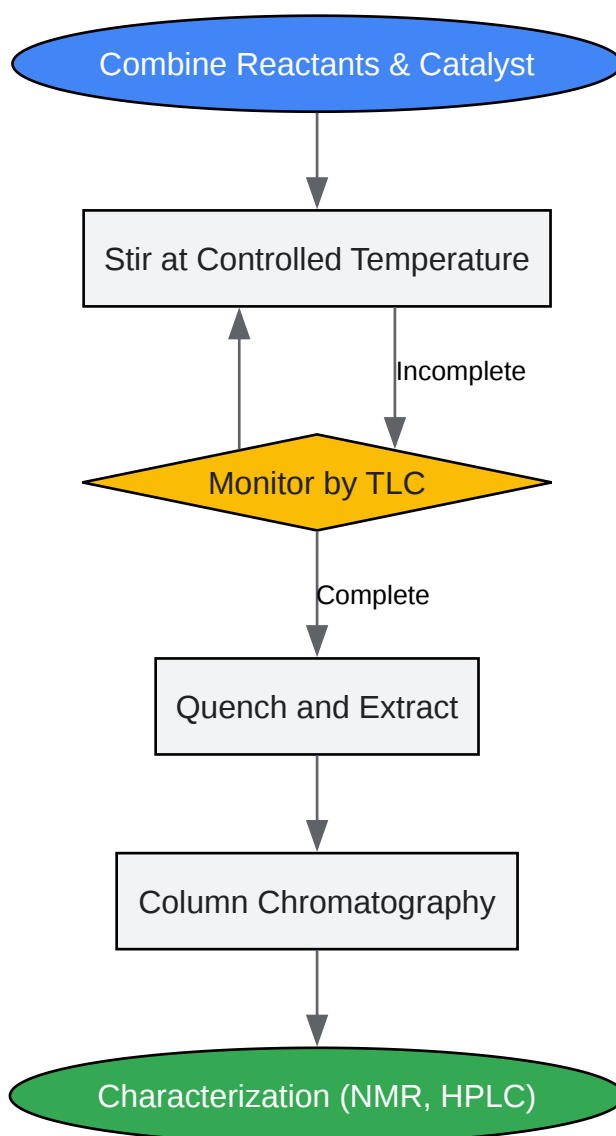 Combine Reactants & Catalyst
Stir at Controlled Temperature
Incomplete
Monitor by TLC
Complete
Quench and Extract
Column Chromatography
Characterization (NMR, HPLC)